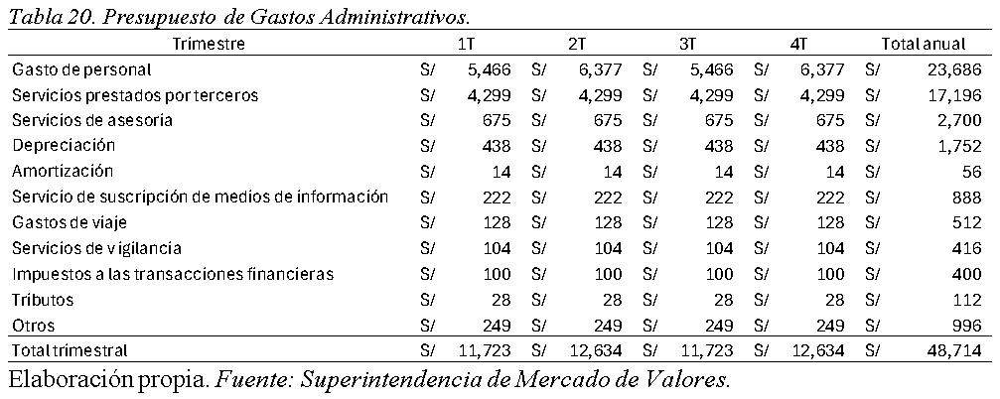 Tabla 20. Presupuesto de Gastos Administrativos.
Trimestre 1T 2T 3T 4T Total anual
Gasto de personal S/ 5,466 S/ 6,377 S/ 5,466 S/ 6,377 S/ 23,686
Servicios prestados por terceros S/ 4,299 S/ 4,299 S/ 4,299 S/ 4,299 S/ 17,196
Servicios de asesoría S/ 675 S/ 675 S/ 675 S/ 675 S/ 2,700
Depreciación S/ 438 S/ 438 S/ 438 S/ 438 S/ 1,752
Amortización S/ 14 S/ 14 S/ 14 S/ 14 S/ 56
Servicio de suscripción de medios de información S/ 222 S/ 222 S/ 222 S/ 222 S/ 888
Gastos de viaje S/ 128 S/ 128 S/ 128 S/ 128 S/ 512
Servicios de vigilancia S/ 104 S/ 104 S/ 104 S/ 104 S/ 416
Impuestos a las transacciones financieras S/ 100 S/ 100 S/ 100 S/ 100 S/ 400
Tributos S/ 28 S/ 28 S/ 28 S/ 28 S/ 112
Otros S/ 249 S/ 249 S/ 249 S/ 249 S/ 996
Total trimestral S/ 11,723 S/ 12,634 S/ 11,723 S/ 12,634 S/ 48,714
Elaboración propia. Fuente: Superintendencia de Mercado de Valores.